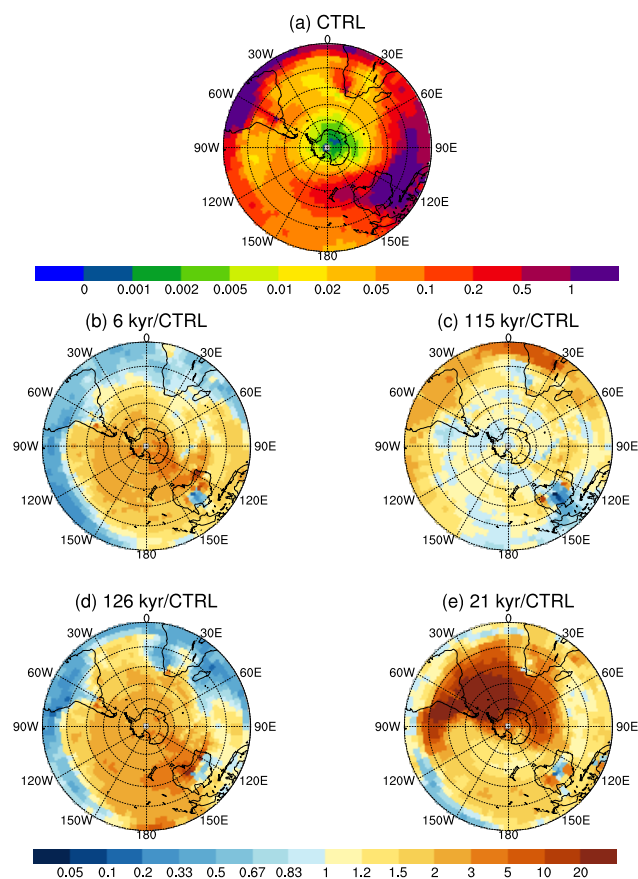 (a) CTRL
0
30W 30E
60W 60E
90W 90E
120W 120E
150W 150E
180
0 0.001 0.002 0.005 0.01 0.02 0.05 0.1 0.2 0.5 1
(b) 6 kyr/CTRL (c) 115 kyr/CTRL
0 0
30W 30E 30W 30E
60W 60E 60W 60E
90W 90E 90W 90E
120W 120E 120W 120E
150W 150E 150W 150E
180 180
(d) 126 kyr/CTRL (e) 21 kyr/CTRL
0 0
30W 30E 30W 30E
60W 60E 60W 60E
90W 90E 90W 90E
120W 120E 120W 120E
150W 150E 150W 150E
180 180
0.05 0.1 0.2 0.33 0.5 0.67 0.83 1 1.2 1.5 2 3 5 10 20